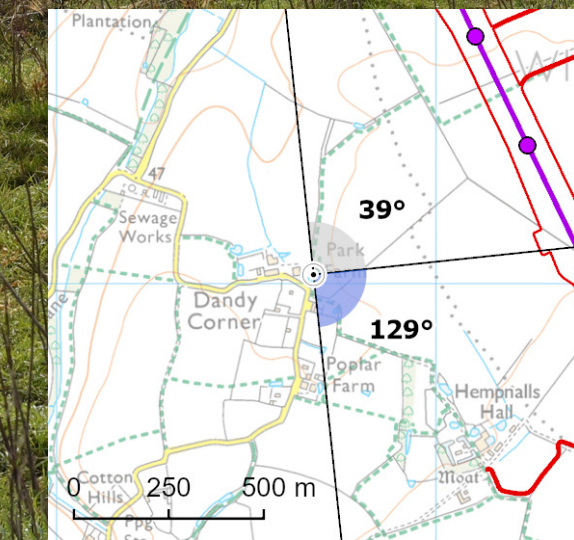 Plantation
47
Sewage
Works
39°
Park
Dandy
Corner
129°
Poplar
Farm
Hempnalls
Hall
Moat
Cotton
Hills
0 250 500 m
Ppg